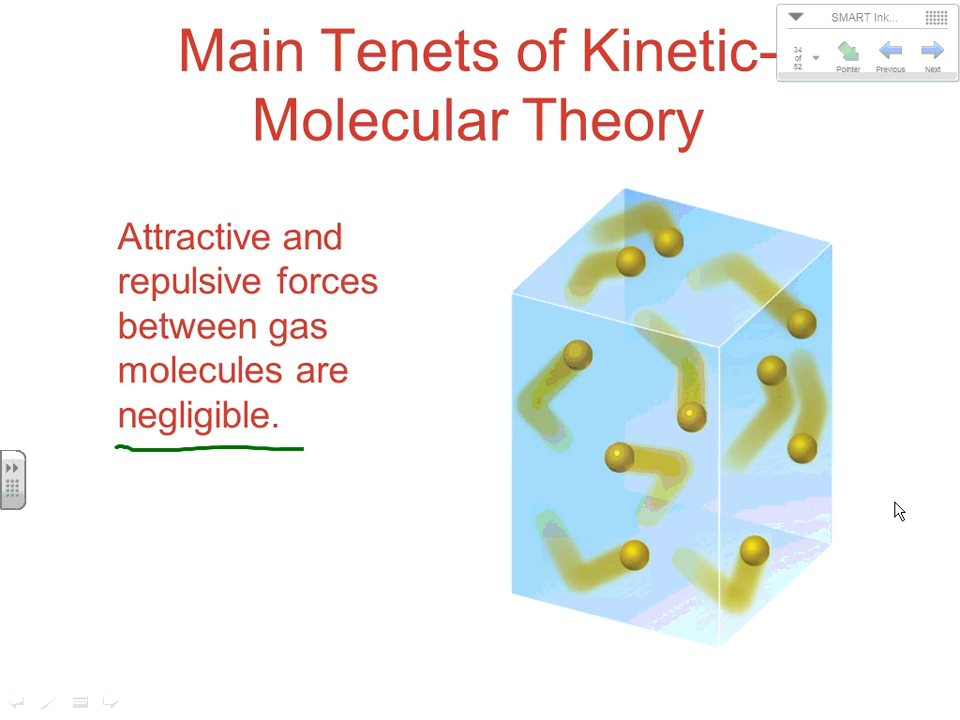 Main Tenets of Kinetic-
Molecular Theory
SMART Ink...
34
of
52
Pointer
Previous
Next
Attractive and
repulsive forces
between gas
molecules are
negligible.